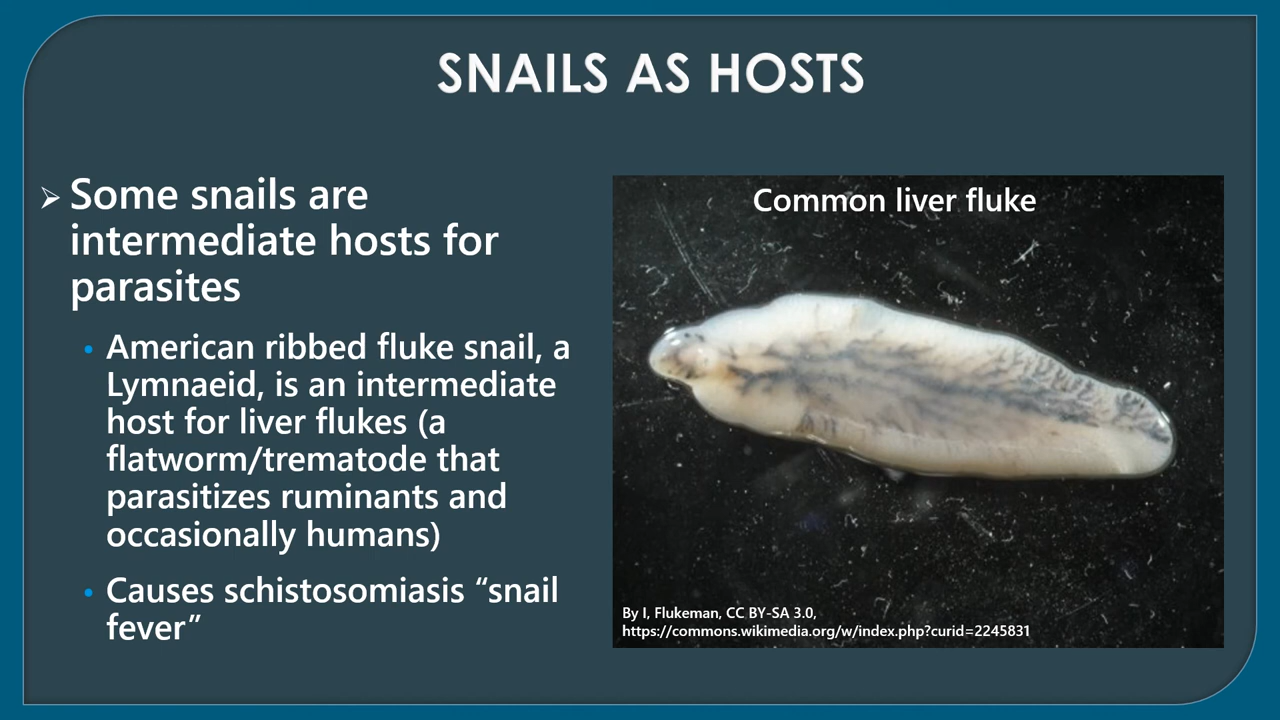 SNAILS AS HOSTS
Some snails are
intermediate hosts for
parasites
American ribbed fluke snail, a
Lymnaeid, is an intermediate
host for liver flukes (a
flatworm/trematode that
parasitizes ruminants and
occasionally humans)
Causes schistosomiasis “snail
fever”
Common liver fluke
By I, Flukeman, CC BY-SA 3.0,
https://commons.wikimedia.org/w/index.php?curid=2245831